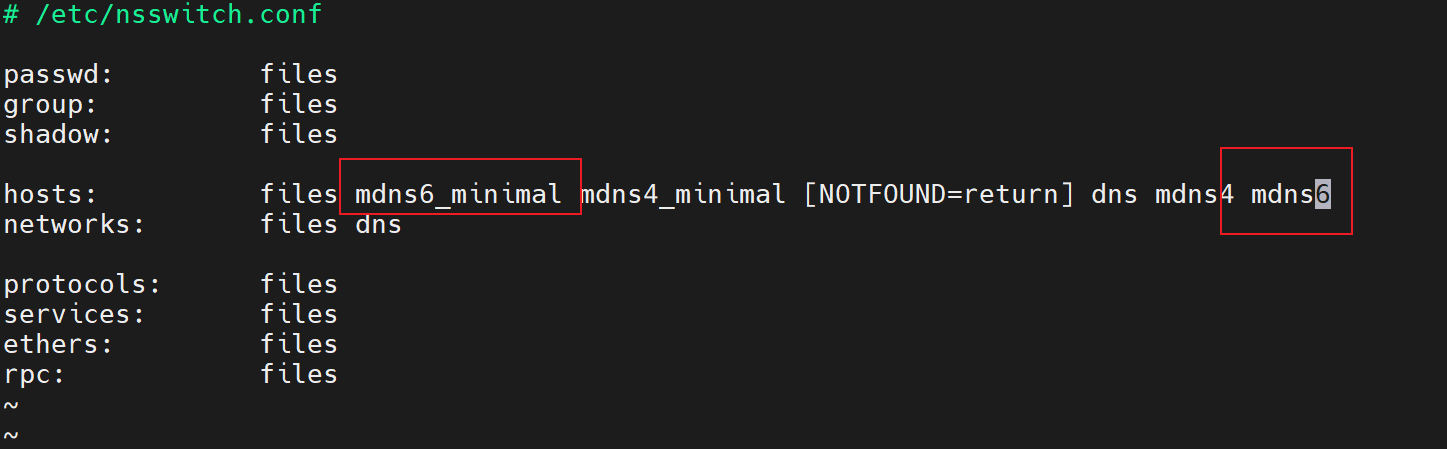 # /etc/nsswitch.conf
passwd: files
group: files
shadow: files
hosts: files mdns6_minimal mdns4_minimal [NOTFOUND=return] dns mdns4 mdns6
networks: files dns
protocols: files
services: files
ethers: files
rpc: files
~
~